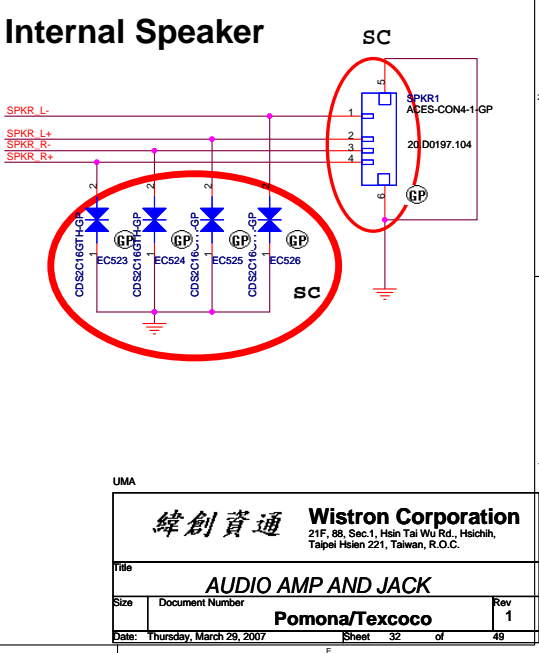 Internal Speaker
SC
5
SPKR_L-
1
SPKR1
ACES-CON4-1-GP
SPKR_L+
2
SPKR_R-
3
20.D0197.104
SPKR_R+
4
2
2
2
2
6
GP
CDS2C16GTH-GP
GP
CDS2C16GTH-GP
GP
GP
GP
1
EC523
1
EC524
1
EC525
1
EC526
SC
UMA
緯創資通
Wistron Corporation
21F, 88, Sec.1, Hsin Tai Wu Rd., Hsichih,
Taipei Hsien 221, Taiwan, R.O.C.
Title
AUDIO AMP AND JACK
Size
Document Number
Rev
Pomona/Texcoco
1
Date:
Thursday, March 29, 2007
Sheet
32
of
49